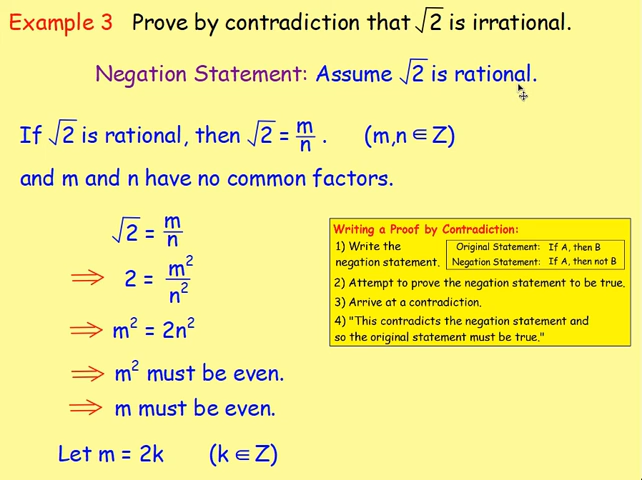 Example 3 Prove by contradiction that √2 is irrational.
Negation Statement: Assume √2 is rational.
If √2 is rational, then √2 = m/n . (m,n ∈ Z)
and m and n have no common factors.
√2 = m/n
⇒ 2 = m²/n²
⇒ m² = 2n²
⇒ m² must be even.
⇒ m must be even.
Let m = 2k (k ∈ Z)
Writing a Proof by Contradiction:
1) Write the
negation statement.
Original Statement: If A, then B
Negation Statement: If A, then not B
2) Attempt to prove the negation statement to be true.
3) Arrive at a contradiction.
4) "This contradicts the negation statement and
so the original statement must be true."